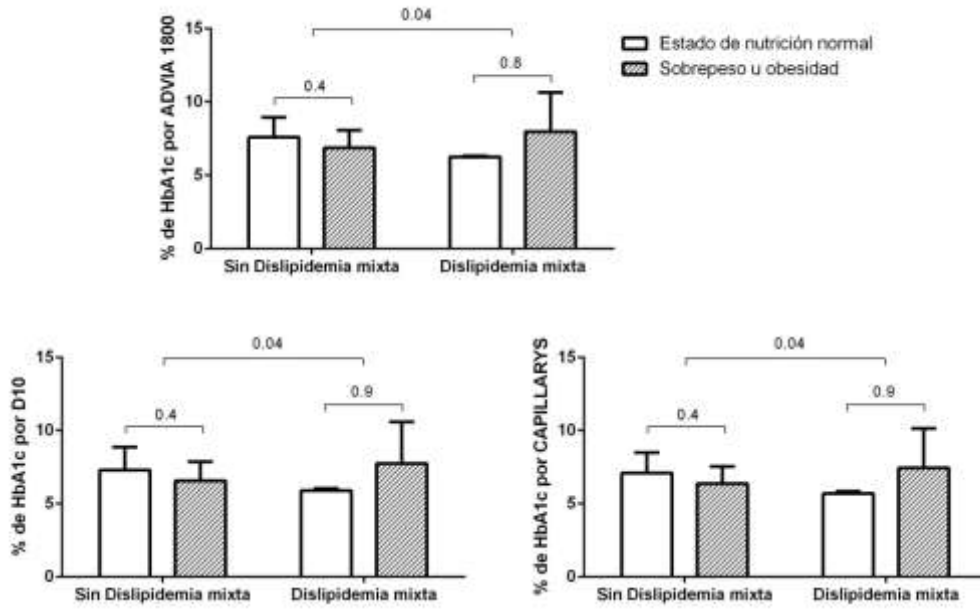 0.04
15
Estado de nutrición normal
Sobrepeso u obesidad
0.8
0.4
10
5
0
% de HbA1c por ADVIA 1800
Sin Dislipidemia mixta
Dislipidemia mixta
0.04
15
0.9
0.4
10
5
0
% de HbA1c por D10
Sin Dislipidemia mixta
Dislipidemia mixta
0.04
15
0.9
0.4
10
5
0
% de HbA1c por CAPILLARYS
Sin Dislipidemia mixta
Dislipidemia mixta